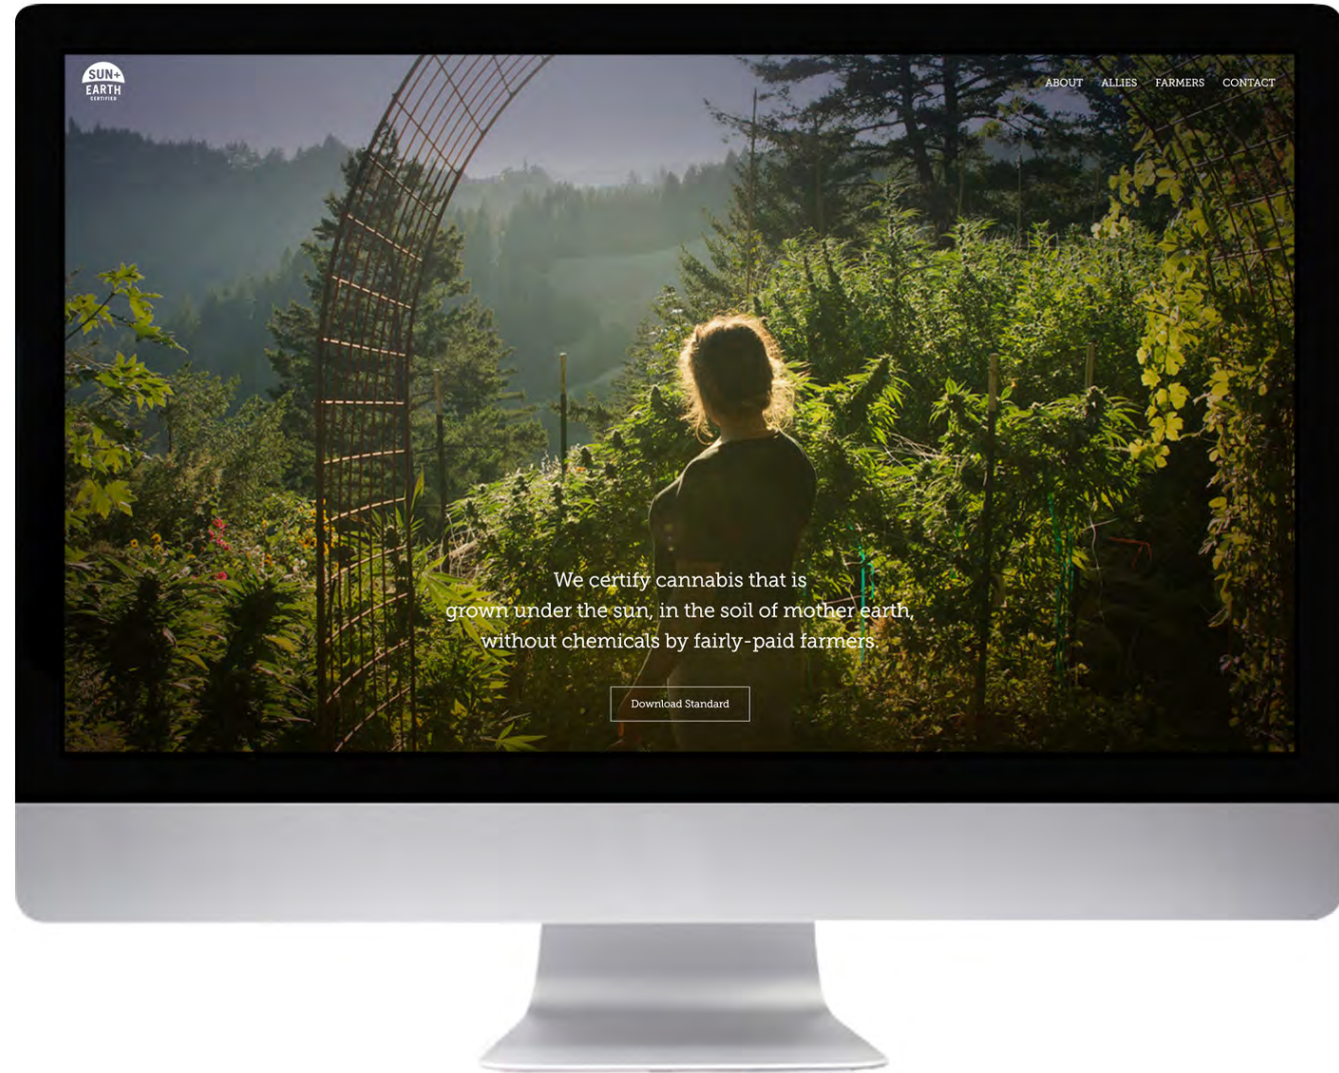 SUN+
EARTH
CERTIFIED
ABOUT ALLIES FARMERS CONTACT
We certify cannabis that is
grown under the sun, in the soil of mother earth,
without chemicals by fairly-paid farmers.
Download Standard